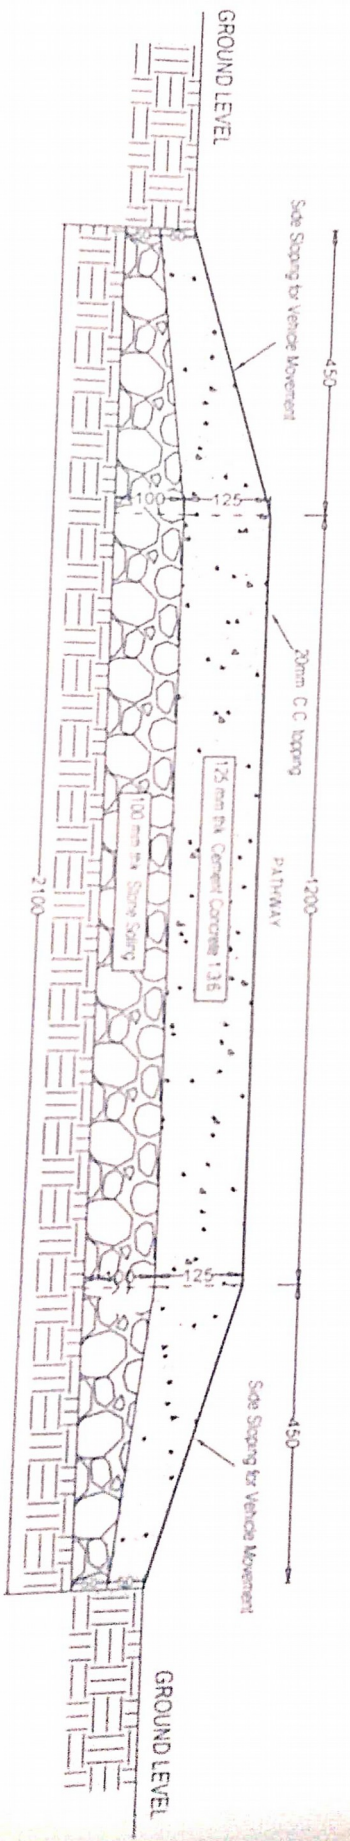 GROUND LEVEL
Side Sloping for Vehicle Movement
450
100
125
20mm C C topping
1200
PATHWAY
125 mm thk Cement Concrete 1:3:6
100 mm thk Stone Soling
2100
125
450
Side Sloping for Vehicle Movement
GROUND LEVEL